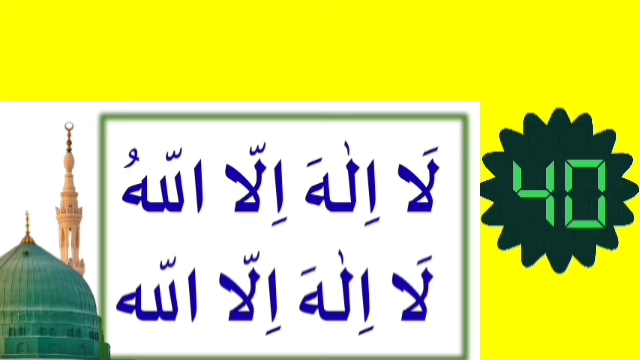 لَا اِلٰهَ اِلَّا اللّٰهُ
لَا اِلٰهَ اِلَّا اللّٰه
40